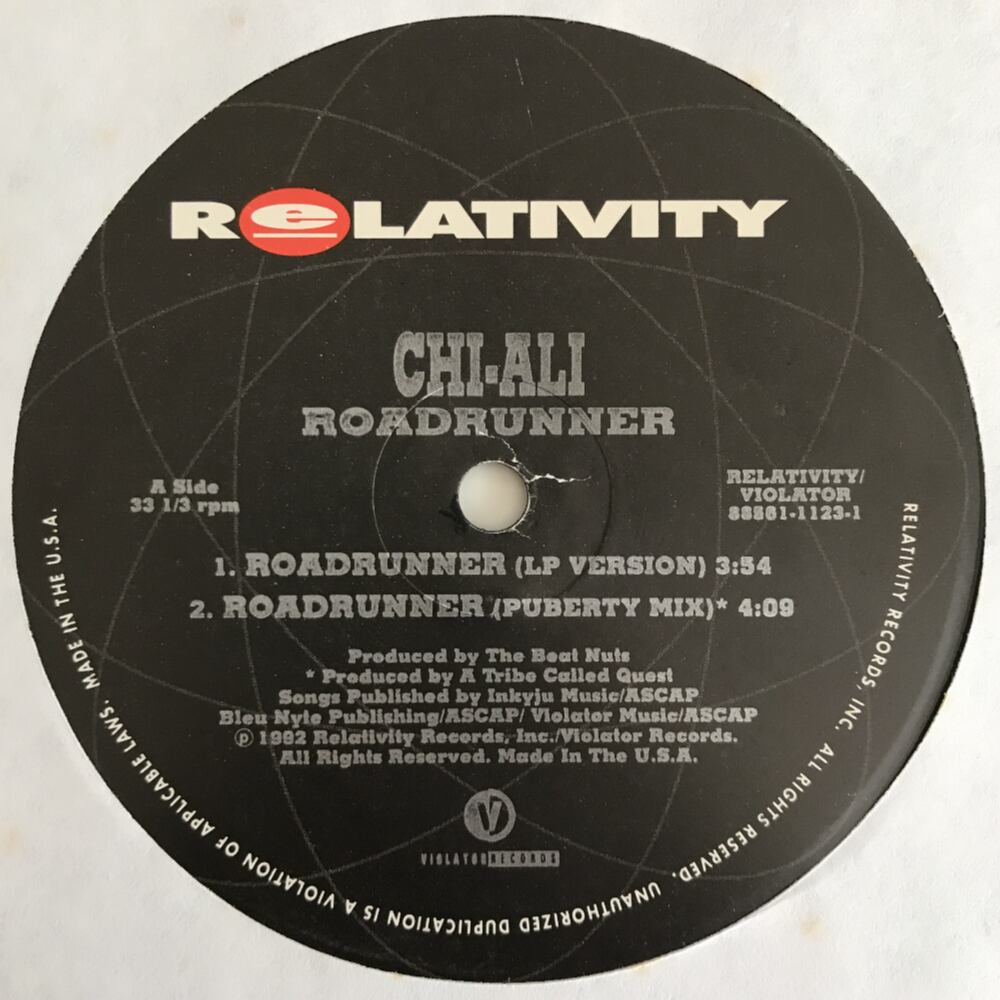 ReLATIVITY
CHI-ALI
ROADRUNNER
A Side
33 1/3 rpm
RELATIVITY/
VIOLATOR
88561-1123-1
1. ROADRUNNER (LP VERSION) 3:54
2. ROADRUNNER (PUBERTY MIX)* 4:09
Produced by The Beat Nuts
* Produced by A Tribe Called Quest
Songs Published by Inkyju Music/ASCAP
Bleu Nyte Publishing/ASCAP/ Violator Music/ASCAP
℗ 1992 Relativity Records, Inc./Violator Records.
All Rights Reserved. Made In The U.S.A.
V
VIOLATOR RECORDS
RELATIVITY RECORDS, INC. ALL RIGHTS RESERVED. UNAUTHORIZED DUPLICATION IS A VIOLATION OF APPLICABLE LAWS. MADE IN THE U.S.A.